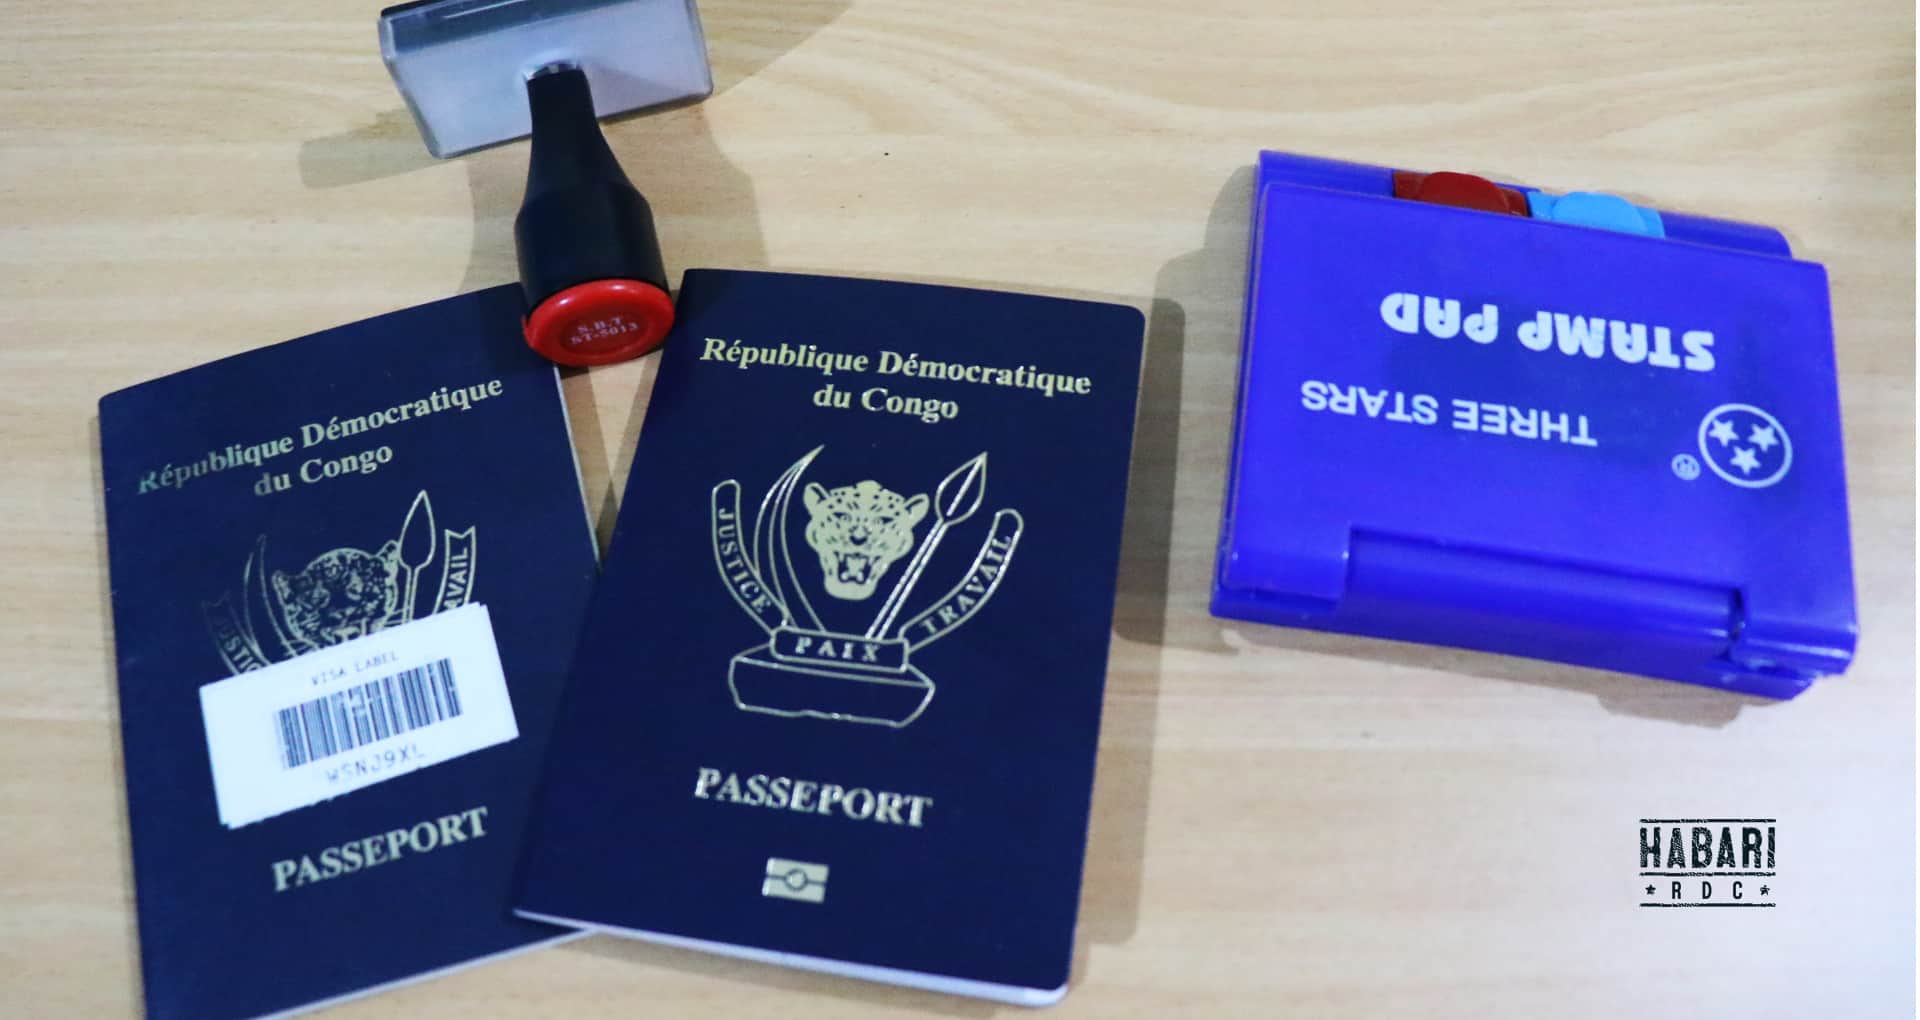 S.B.T
ST-5013
République Démocratique
du Congo
JUSTICE
TRAVAIL
VISA LABEL
PASSEPORT
République Démocratique
du Congo
JUSTICE
PAIX
TRAVAIL
PASSEPORT
STAMP PAD
THREE STARS
®
HABARI
RDC